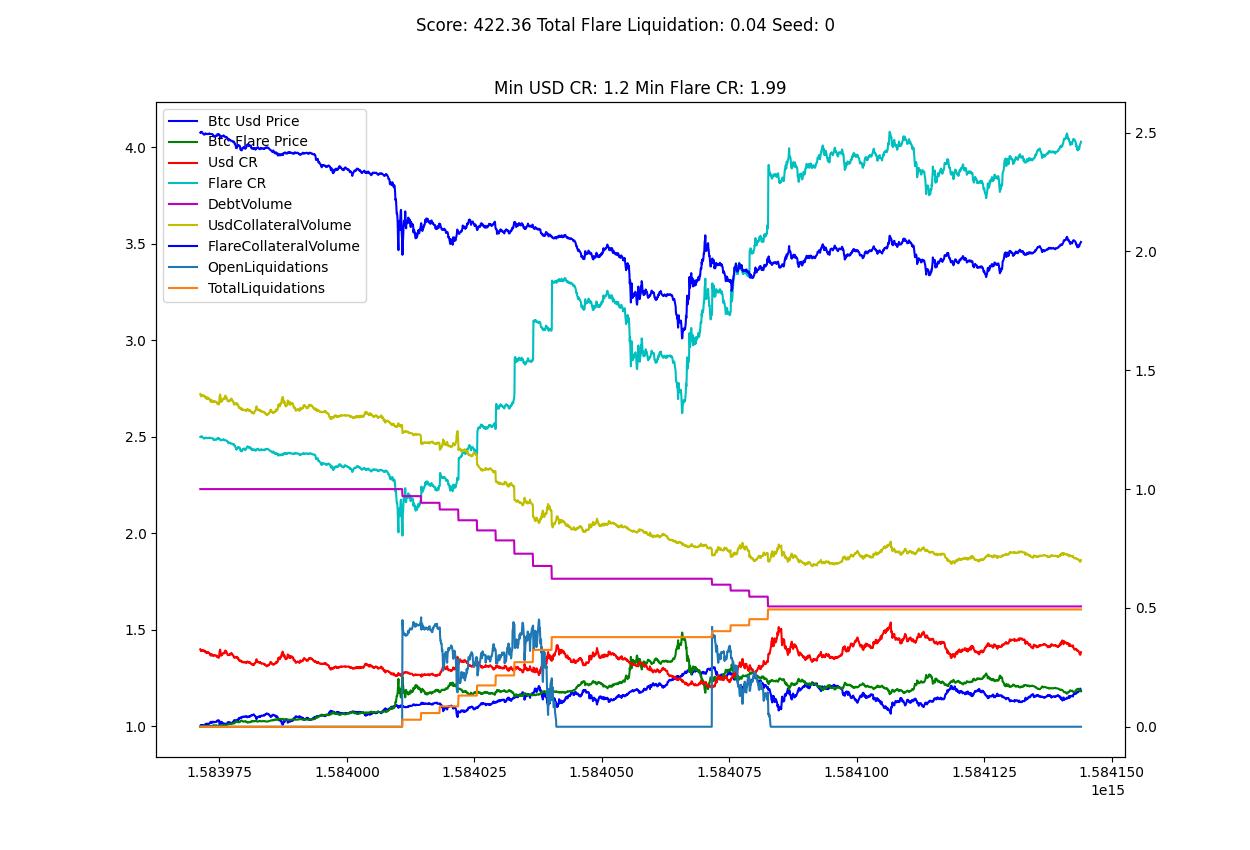 Score: 422.36 Total Flare Liquidation: 0.04 Seed: 0
Min USD CR: 1.2 Min Flare CR: 1.99
Btc Usd Price
Btc Flare Price
Usd CR
Flare CR
DebtVolume
UsdCollateralVolume
FlareCollateralVolume
OpenLiquidations
TotalLiquidations
4.0
3.5
3.0
2.5
2.0
1.5
1.0
2.5
2.0
1.5
1.0
0.5
0.0
1.583975 1.584000 1.584025 1.584050 1.584075 1.584100 1.584125 1.584150
1e15